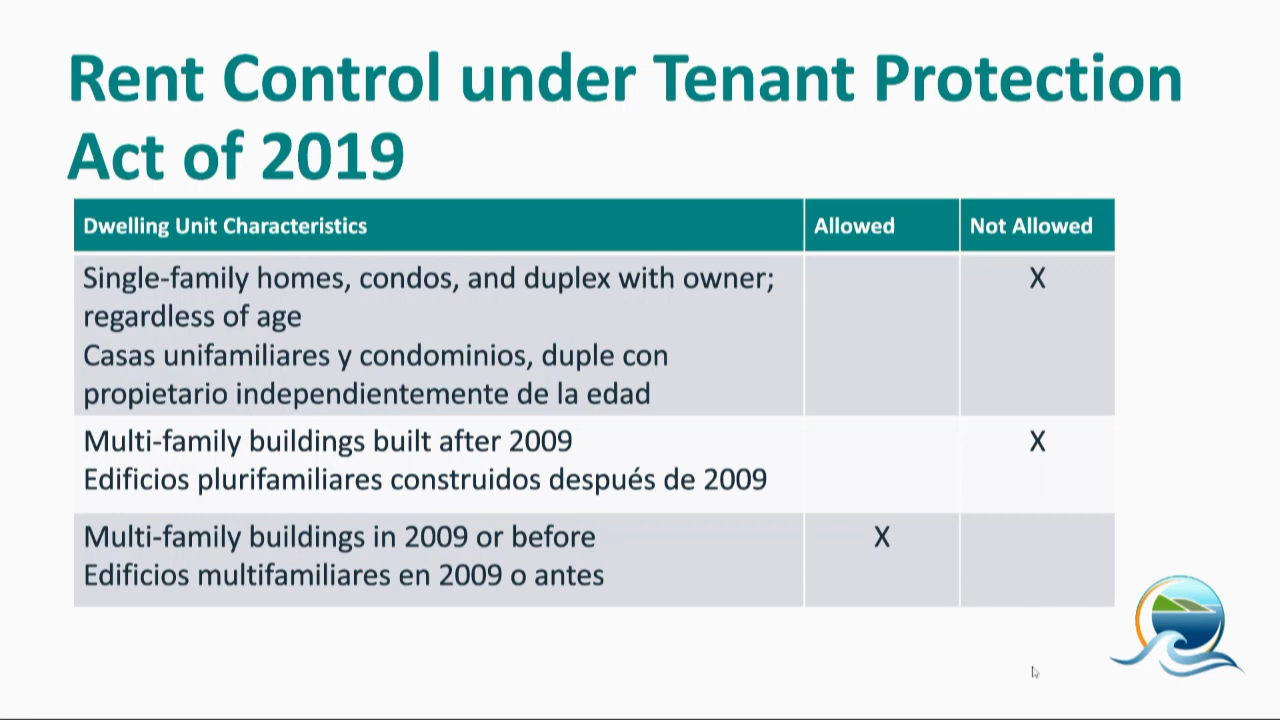 Rent Control under Tenant Protection
Act of 2019
Dwelling Unit Characteristics Allowed Not Allowed
Single-family homes, condos, and duplex with owner; X
regardless of age
Casas unifamiliares y condominios, duple con
propietario independientemente de la edad
Multi-family buildings built after 2009 X
Edificios plurifamiliares construidos después de 2009
Multi-family buildings in 2009 or before X
Edificios multifamiliares en 2009 o antes